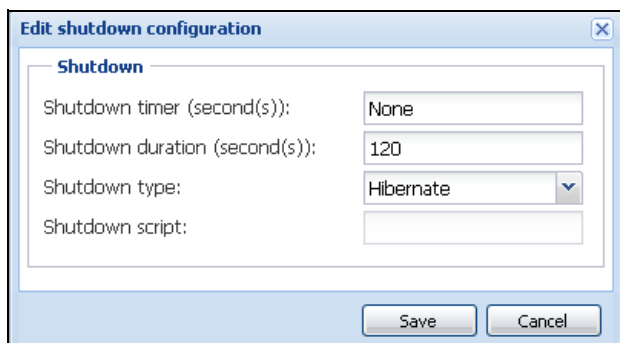 Edit shutdown configuration
Shutdown
Shutdown timer (second(s)): None
Shutdown duration (second(s)): 120
Shutdown type: Hibernate
Shutdown script:
Save Cancel